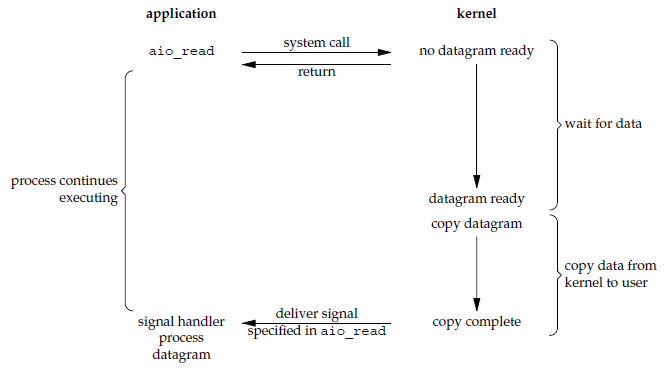 application
kernel
aio_read
system call
no datagram ready
return
wait for data
process continues
executing
datagram ready
copy datagram
copy data from
kernel to user
deliver signal
signal handler
specified in aio_read
copy complete
process
datagram